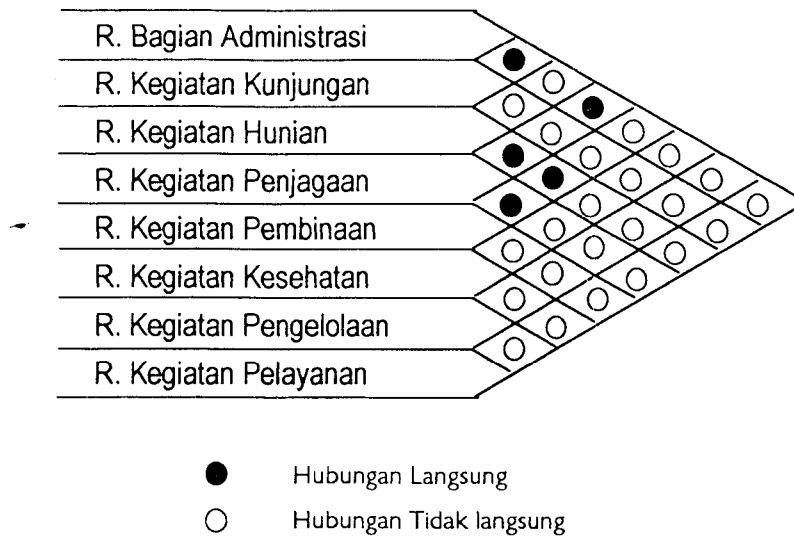 R. Bagian Administrasi
R. Kegiatan Kunjungan
R. Kegiatan Hunian
R. Kegiatan Penjagaan
R. Kegiatan Pembinaan
R. Kegiatan Kesehatan
R. Kegiatan Pengelolaan
R. Kegiatan Pelayanan
Hubungan Langsung
Hubungan Tidak langsung